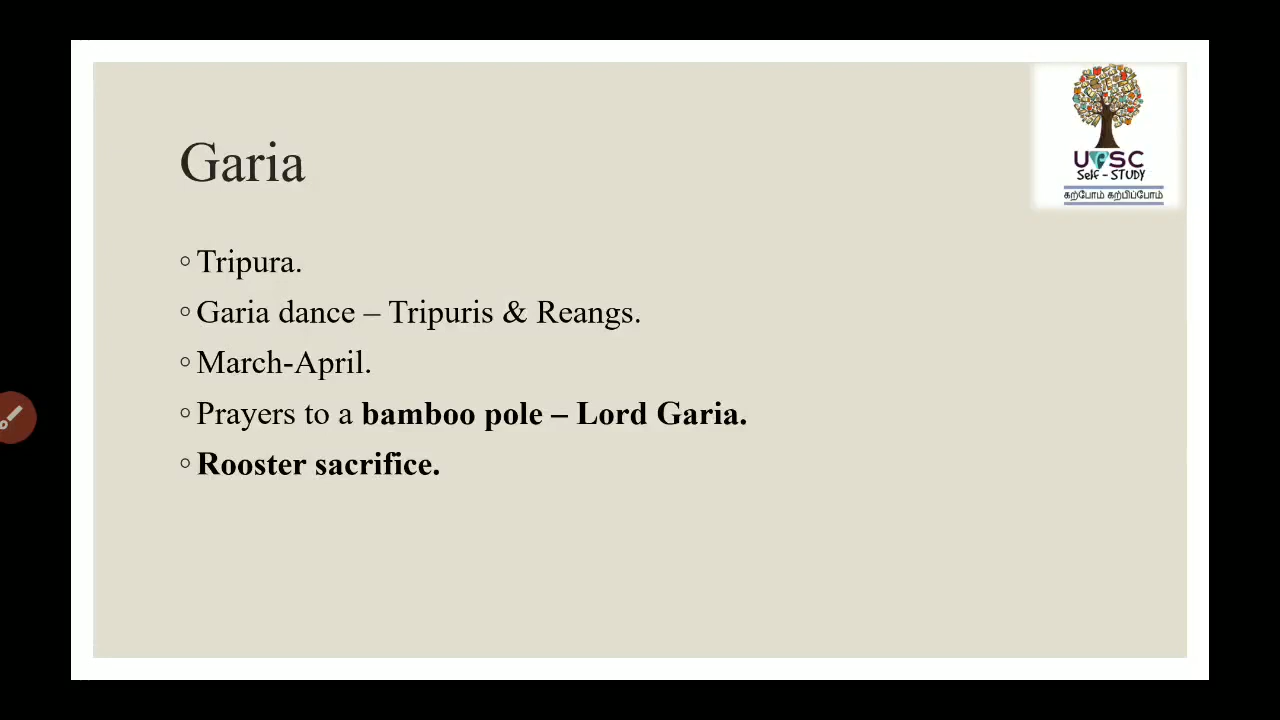 UPSC
Self - STUDY
கற்போம் கற்பிப்போம்
Garia
Tripura.
Garia dance – Tripuris & Reangs.
March-April.
Prayers to a bamboo pole – Lord Garia.
Rooster sacrifice.